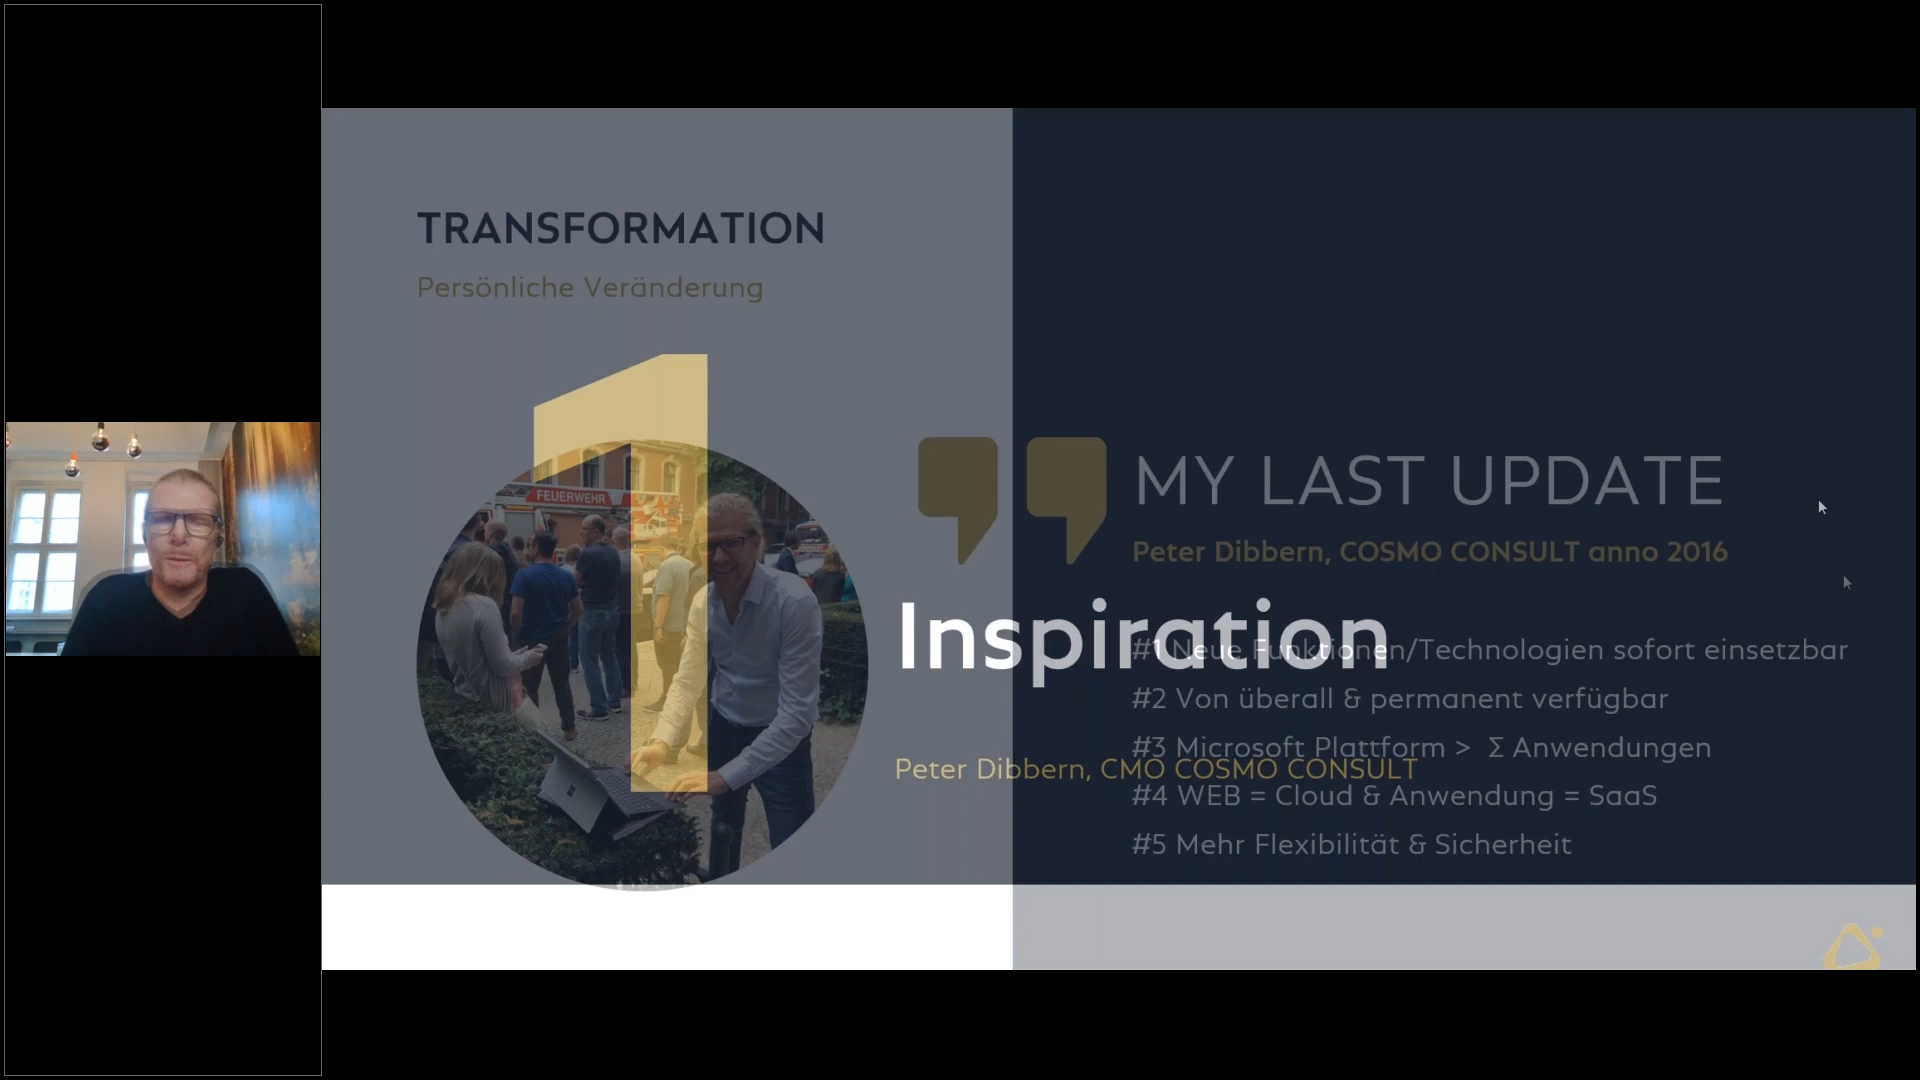 TRANSFORMATION
Persönliche Veränderung
1
FEUERWEHR
MY LAST UPDATE
Peter Dibbern, COSMO CONSULT anno 2016
Inspiration
#1 Neue Funktionen/Technologien sofort einsetzbar
#2 Von überall & permanent verfügbar
#3 Microsoft Plattform > Σ Anwendungen
Peter Dibbern, CMO COSMO CONSULT
#4 WEB = Cloud & Anwendung = SaaS
#5 Mehr Flexibilität & Sicherheit